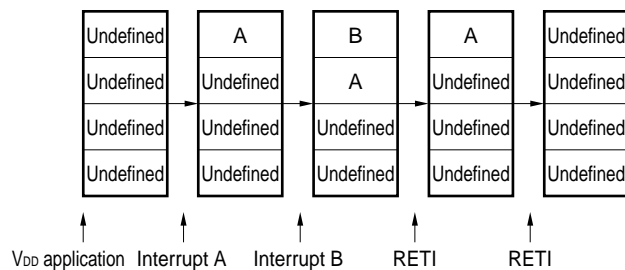 Undefined A B A Undefined
Undefined Undefined A Undefined Undefined
Undefined Undefined Undefined Undefined Undefined
Undefined Undefined Undefined Undefined Undefined
VDD application Interrupt A Interrupt B RETI RETI